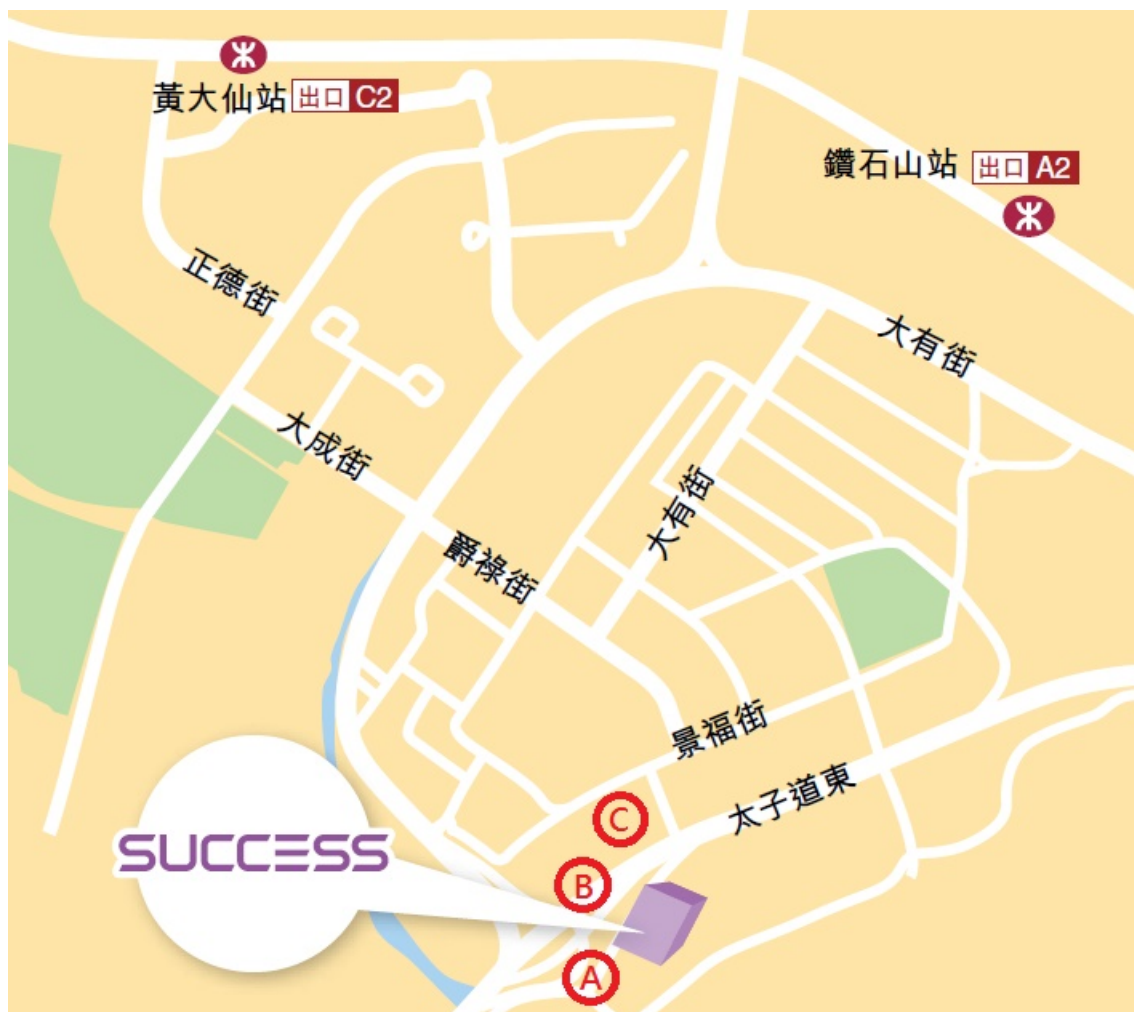 黃大仙站 出口 C2
鑽石山站 出口 A2
正德街
大有街
大成街
大有街
爵祿街
景福街
太子道東
C
SUCCESS
B
A